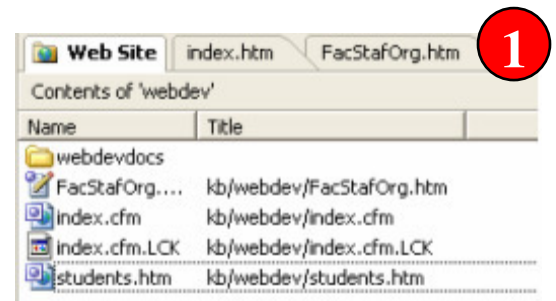 Web Site index.htm FacStafOrg.htm 1
Contents of 'webdev'
Name Title
webdevdocs
FacStafOrg.... kb/webdev/FacStafOrg.htm
index.cfm kb/webdev/index.cfm
index.cfm.LCK kb/webdev/index.cfm.LCK
students.htm kb/webdev/students.htm